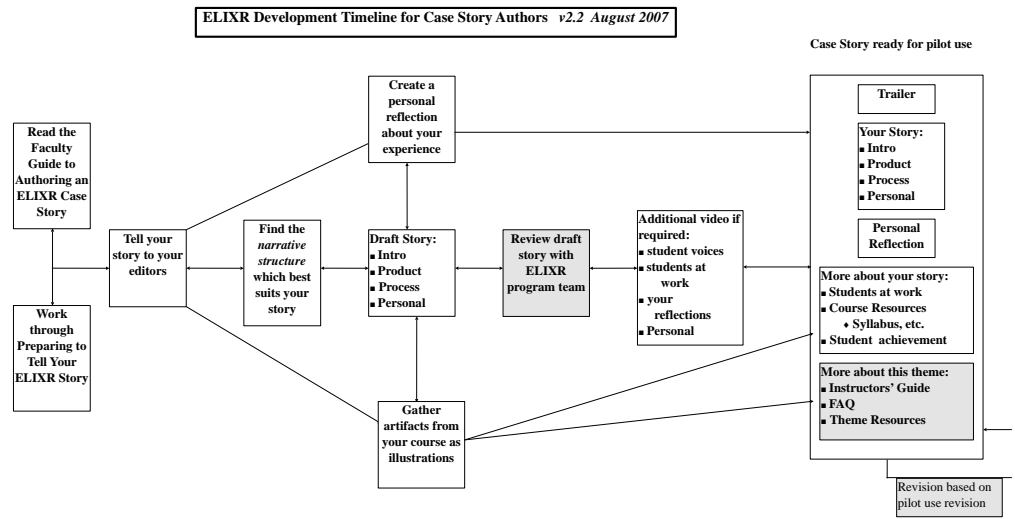 ELIXR Development Timeline for Case Story Authors v2.2 August 2007
Case Story ready for pilot use
Read the
Faculty
Guide to
Authoring an
ELIXR Case
Story
Work
through
Preparing to
Tell Your
ELIXR Story
Tell your
story to your
editors
Create a
personal
reflection
about your
experience
Find the
narrative
structure
which best
suits your
story
Draft Story:
■ Intro
■ Product
■ Process
■ Personal
Gather
artifacts from
your course as
illustrations
Review draft
story with
ELIXR
program team
Additional video if
required:
■ student voices
■ students at
work
■ your
reflections
■ Personal
Trailer
Your Story:
■ Intro
■ Product
■ Process
■ Personal
Personal
Reflection
More about your story:
■ Students at work
■ Course Resources
♦ Syllabus, etc.
■ Student achievement
More about this theme:
■ Instructors' Guide
■ FAQ
■ Theme Resources
Revision based on
pilot use revision